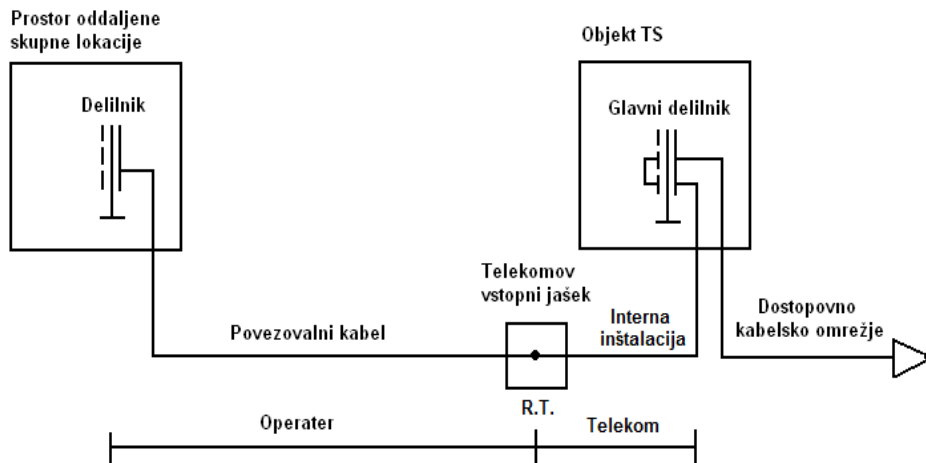 Prostor oddaljene
skupne lokacije
Objekt TS
Delilnik
Glavni delilnik
Telekomov
vstopni jašek
Povezovalni kabel
Interna
inštalacija
Dostopovno
kabelsko omrežje
R.T.
Operater
Telekom